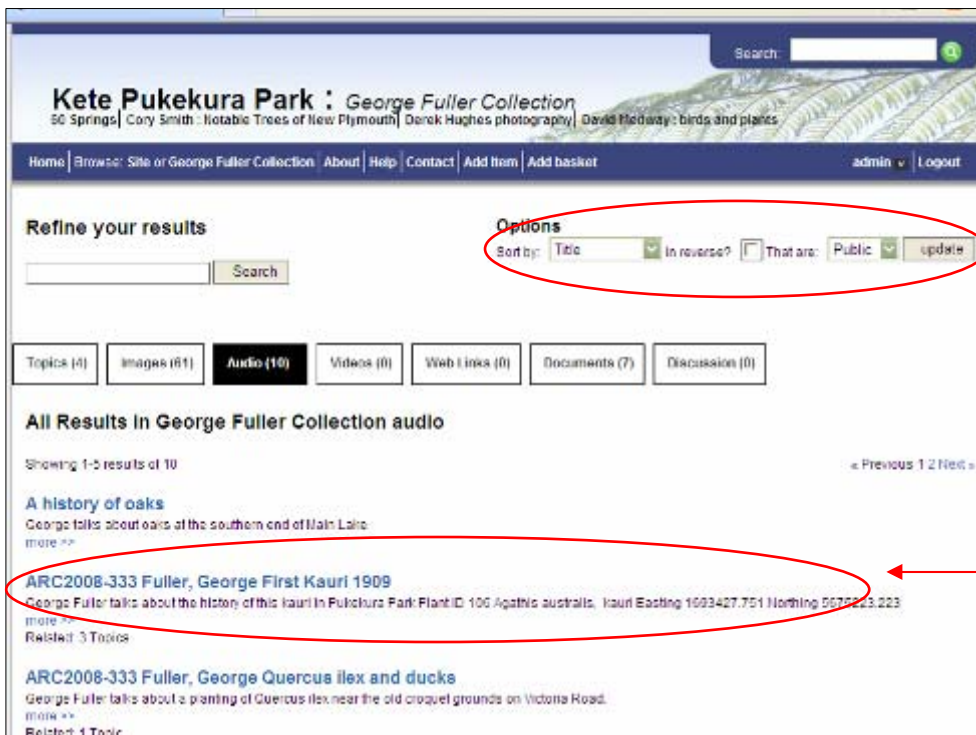 Search:
Kete Pukekura Park : George Fuller Collection
50 Springs| Cory Smith : Notable Trees of New Plymouth| Derek Hughes photography| David Medway : birds and plants
Home | Browse: Site or George Fuller Collection | About | Help | Contact | Add Item | Add basket admin v | Logout
Refine your results
Options
Sort by: Title In reverse? That are: Public update
Search
Topics (4) Images (61) Audio (10) Videos (0) Web Links (0) Documents (7) Discussion (0)
All Results in George Fuller Collection audio
Showing 1-5 results of 10 « Previous 1 2 Next »
A history of oaks
George talks about oaks at the southern end of Main Lake
more >>
ARC2008-333 Fuller, George First Kauri 1909
George Fuller talks about the history of this kauri in Pukekura Park Plant ID 106 Agathis australis, kauri Easting 1693427.751 Northing 5675223.223
more >>
Related: 3 Topics
ARC2008-333 Fuller, George Quercus ilex and ducks
George Fuller talks about a planting of Quercus ilex near the old croquet grounds on Victoria Road.
more >>
Related: 1 Topic